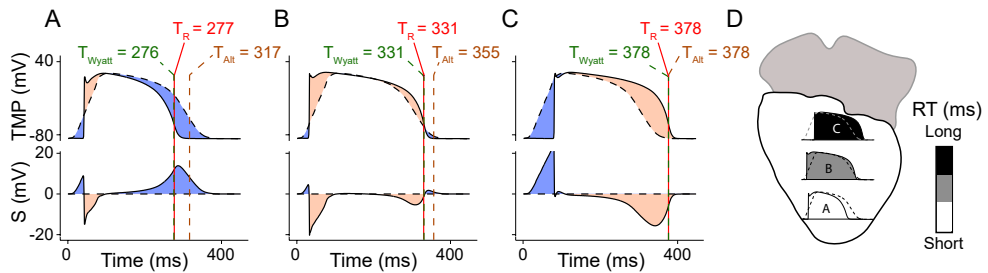 A
B
C
D
T_R = 277
T_Wyatt = 276
T_Alt = 317
T_R = 331
T_Wyatt = 331
T_Alt = 355
T_R = 378
T_Wyatt = 378
T_Alt = 378
TMP (mV)
40
-80
S (mV)
20
0
-20
0
400
Time (ms)
0
400
Time (ms)
0
400
Time (ms)
RT (ms)
Long
Short
C
B
A